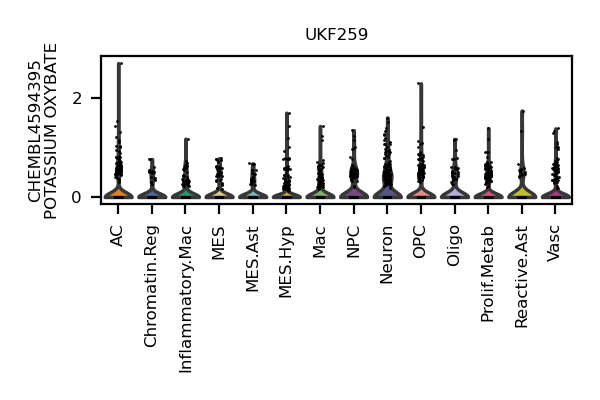 UKF259
CHEMBL4594395
POTASSIUM OXYBATE
2
0
AC
Chromatin.Reg
Inflammatory.Mac
MES
MES.Ast
MES.Hyp
Mac
NPC
Neuron
OPC
Oligo
Prolif.Metab
Reactive.Ast
Vasc